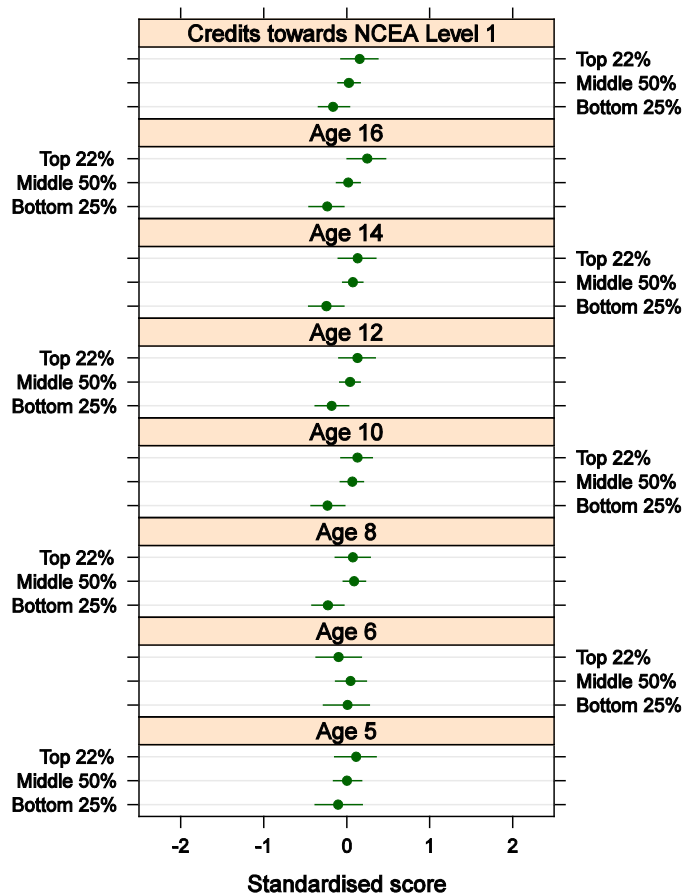 Credits towards NCEA Level 1
Top 22%
Middle 50%
Bottom 25%
Age 16
Top 22%
Middle 50%
Bottom 25%
Age 14
Top 22%
Middle 50%
Bottom 25%
Age 12
Top 22%
Middle 50%
Bottom 25%
Age 10
Top 22%
Middle 50%
Bottom 25%
Age 8
Top 22%
Middle 50%
Bottom 25%
Age 6
Top 22%
Middle 50%
Bottom 25%
Age 5
Top 22%
Middle 50%
Bottom 25%
-2 -1 0 1 2
Standardised score